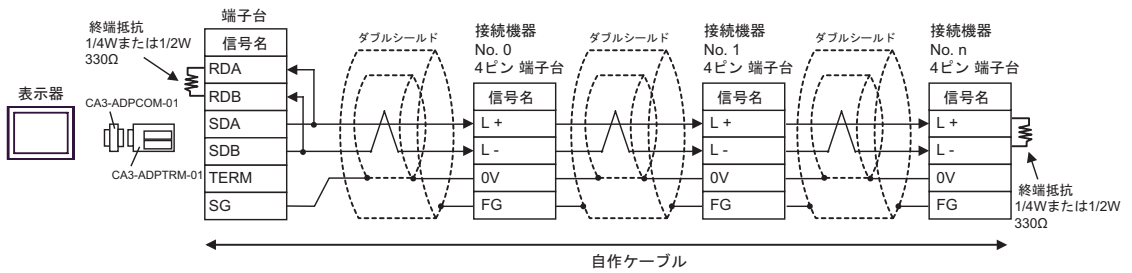 端子台
終端抵抗
1/4Wまたは1/2W
330Ω
信号名
RDA
RDB
SDA
SDB
TERM
SG
表示器
CA3-ADPCOM-01
CA3-ADPTRM-01
ダブルシールド
接続機器
No. 0
4ピン 端子台
信号名
L +
L -
0V
FG
ダブルシールド
接続機器
No. 1
4ピン 端子台
信号名
L +
L -
0V
FG
ダブルシールド
接続機器
No. n
4ピン 端子台
信号名
L +
L -
0V
FG
終端抵抗
1/4Wまたは1/2W
330Ω
自作ケーブル